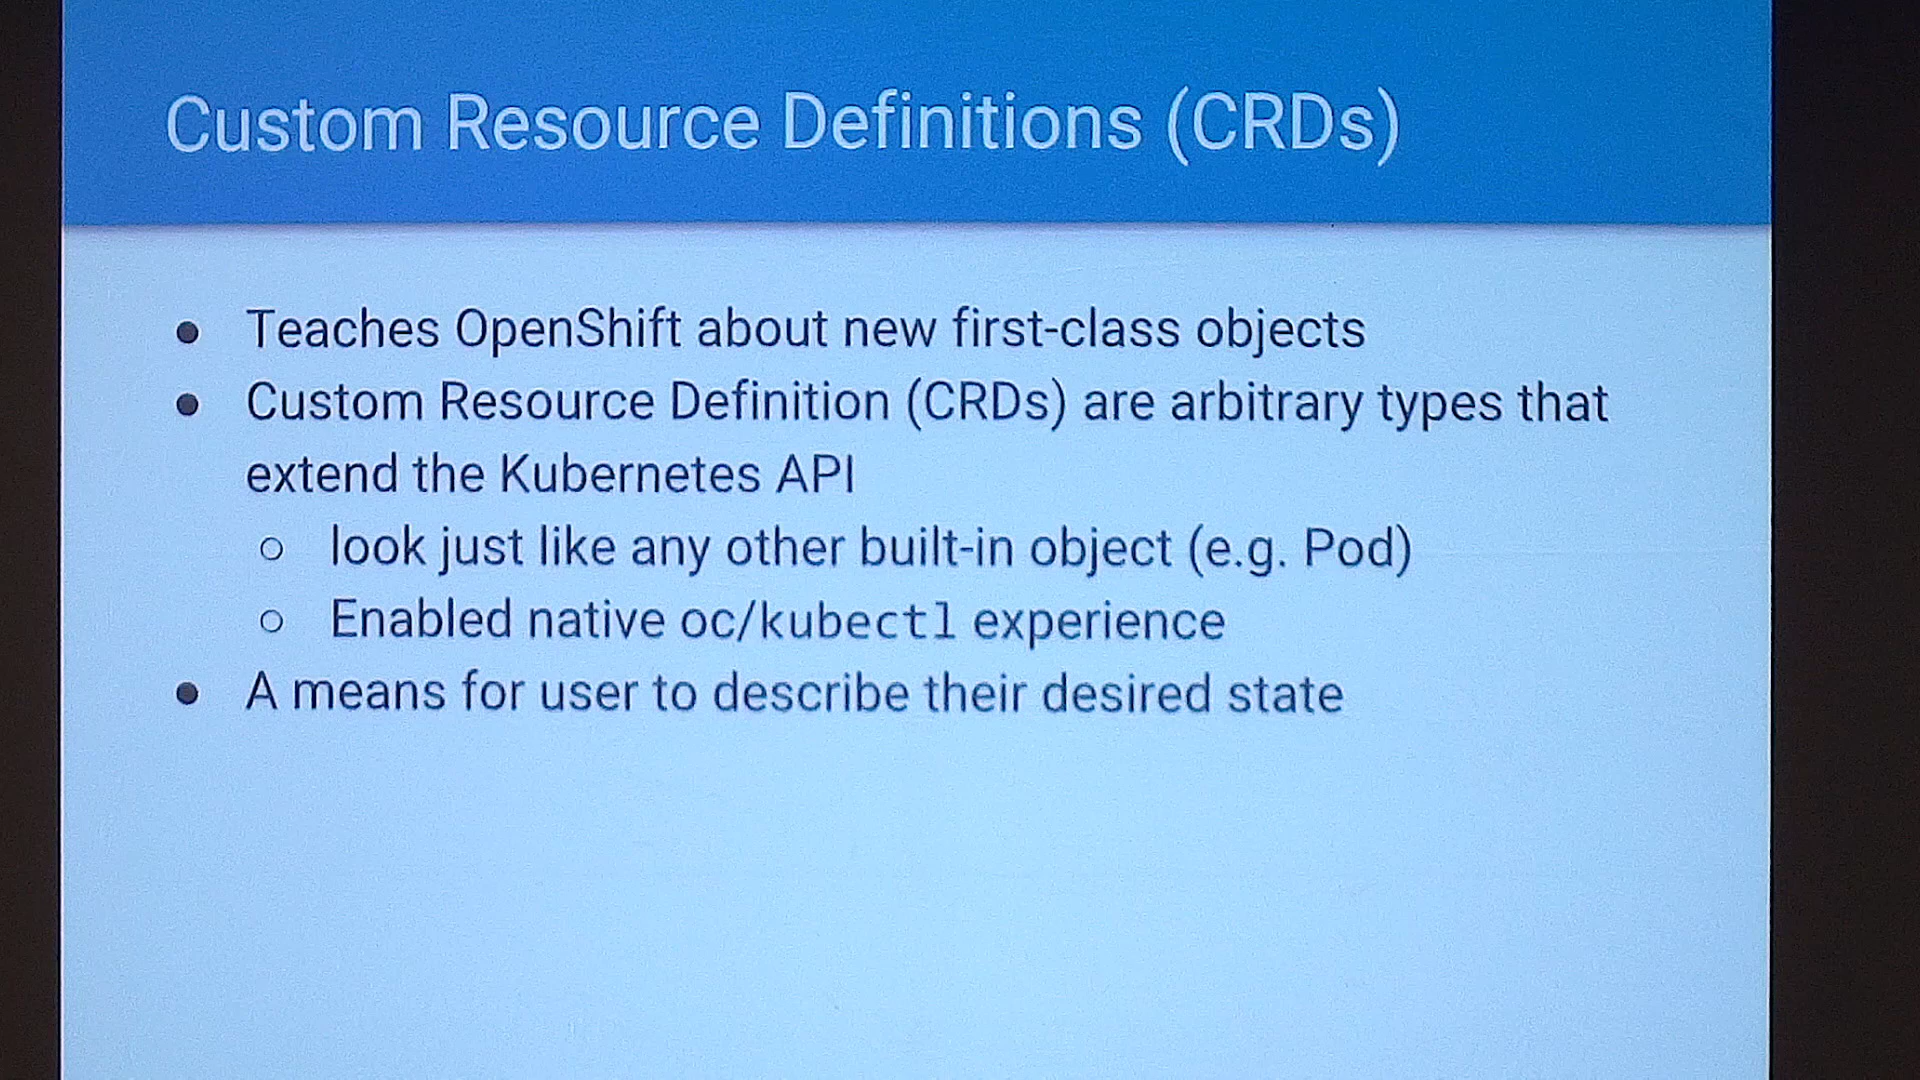 Custom Resource Definitions (CRDs)
● Teaches OpenShift about new first-class objects
● Custom Resource Definition (CRDs) are arbitrary types that
extend the Kubernetes API
○ look just like any other built-in object (e.g. Pod)
○ Enabled native oc/kubectl experience
● A means for user to describe their desired state